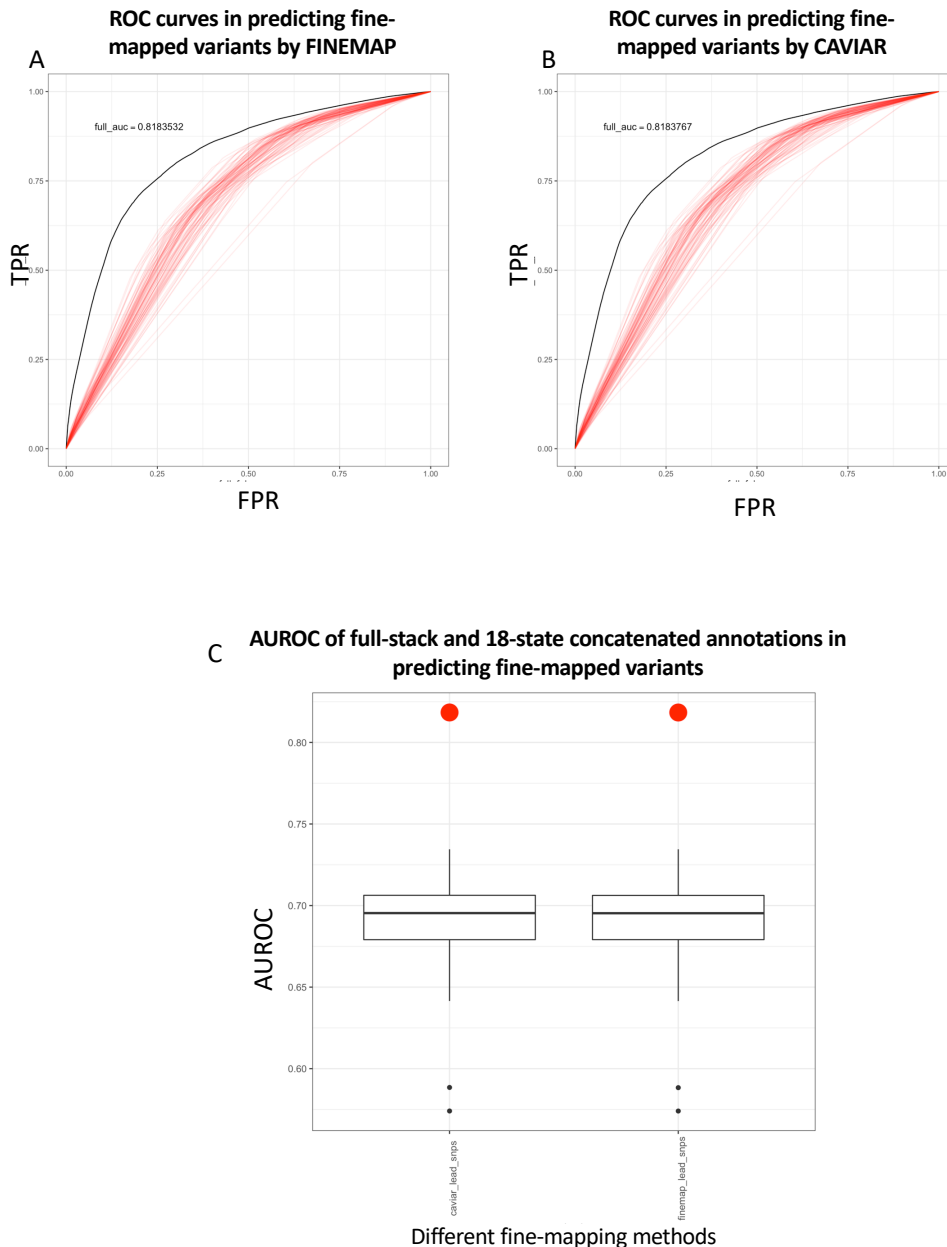 ROC curves in predicting fine-
mapped variants by FINEMAP
A
full_auc = 0.8183532
1.00
0.75
0.50
0.25
0.00
TPR
0.00
0.25
0.50
0.75
1.00
FPR
ROC curves in predicting fine-
mapped variants by CAVIAR
B
full_auc = 0.8183767
1.00
0.75
0.50
0.25
0.00
TPR
0.00
0.25
0.50
0.75
1.00
FPR
C
AUROC of full-stack and 18-state concatenated annotations in
predicting fine-mapped variants
0.80
0.75
0.70
0.65
0.60
AUROC
caviar_lead_snps
finemap_lead_snps
Different fine-mapping methods